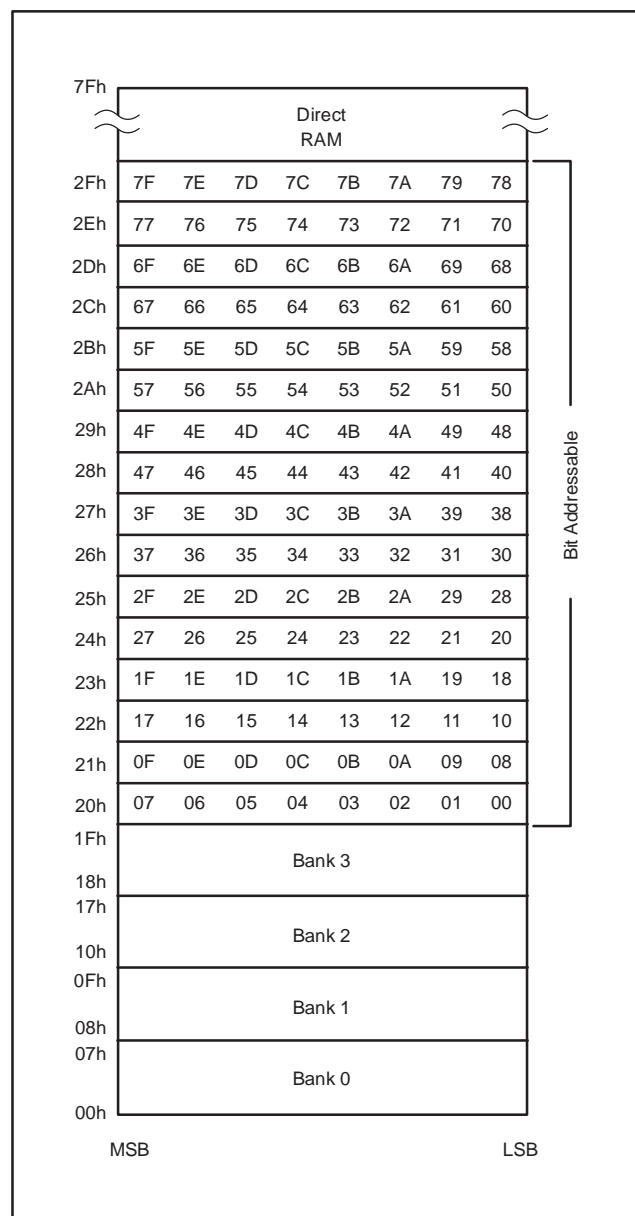 7Fh
Direct
RAM
2Fh 7F 7E 7D 7C 7B 7A 79 78
2Eh 77 76 75 74 73 72 71 70
2Dh 6F 6E 6D 6C 6B 6A 69 68
2Ch 67 66 65 64 63 62 61 60
2Bh 5F 5E 5D 5C 5B 5A 59 58
2Ah 57 56 55 54 53 52 51 50
29h 4F 4E 4D 4C 4B 4A 49 48
28h 47 46 45 44 43 42 41 40
27h 3F 3E 3D 3C 3B 3A 39 38
26h 37 36 35 34 33 32 31 30
25h 2F 2E 2D 2C 2B 2A 29 28
24h 27 26 25 24 23 22 21 20
23h 1F 1E 1D 1C 1B 1A 19 18
22h 17 16 15 14 13 12 11 10
21h 0F 0E 0D 0C 0B 0A 09 08
20h 07 06 05 04 03 02 01 00
Bit Addressable
1Fh
Bank 3
18h
17h
Bank 2
10h
0Fh
Bank 1
08h
07h
Bank 0
00h
MSB LSB